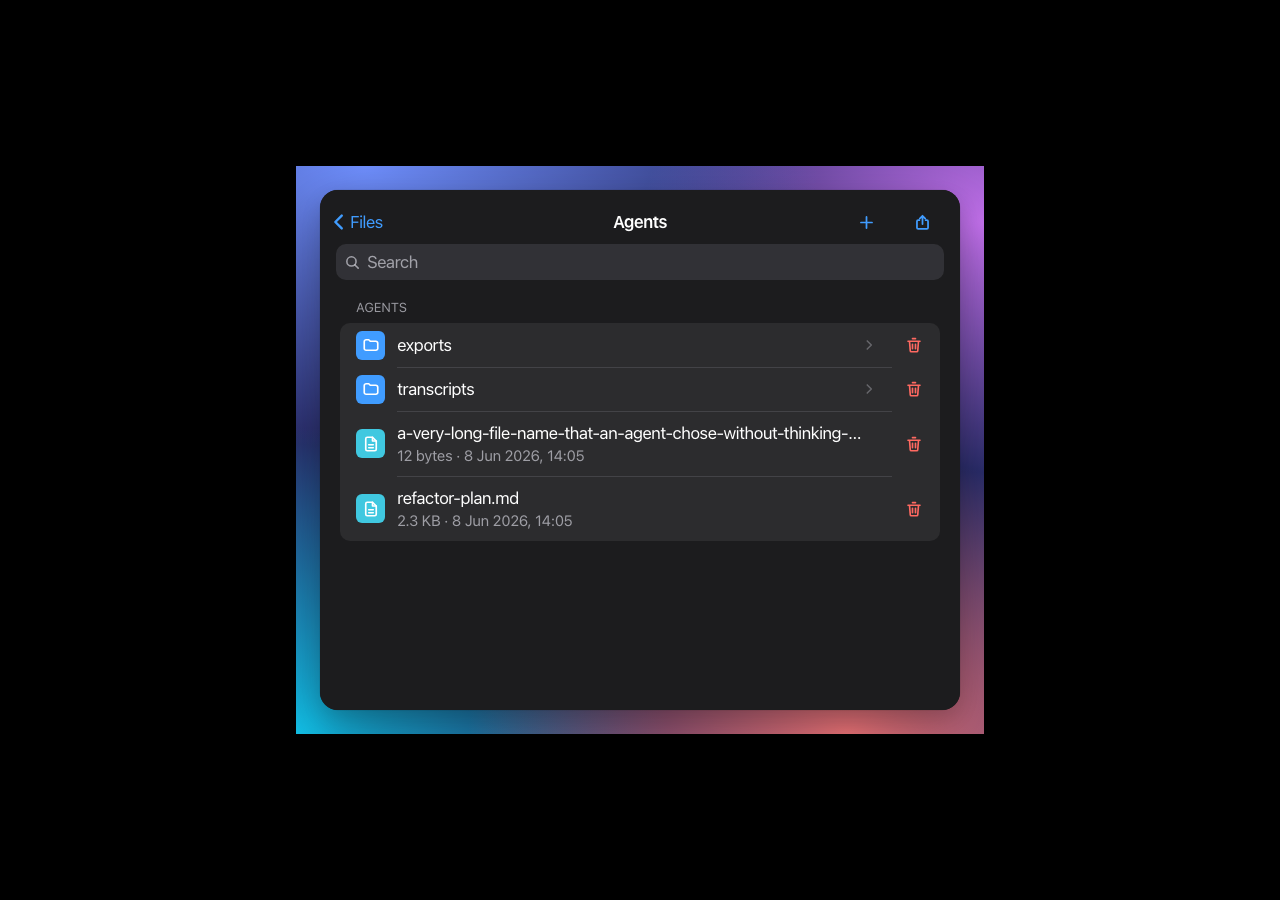 Files
Agents
Search
AGENTS
exports
transcripts
a-very-long-file-name-that-an-agent-chose-without-thinking-...
12 bytes · 8 Jun 2026, 14:05
refactor-plan.md
2.3 KB · 8 Jun 2026, 14:05